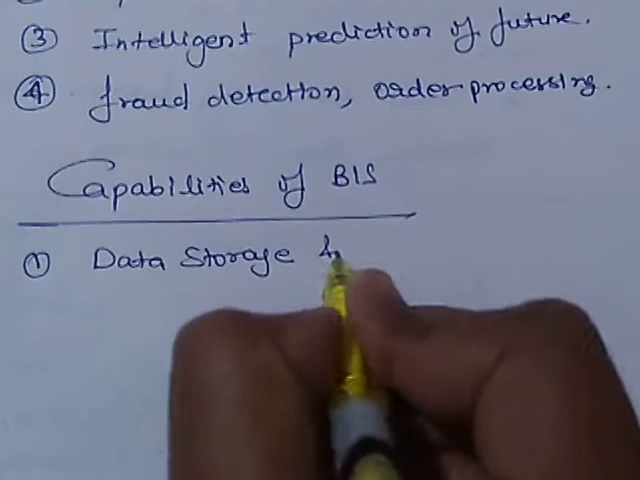 ③ Intelligent prediction of future.
④ fraud detection, order processing.
Capabilities of BIS
① Data Storage &